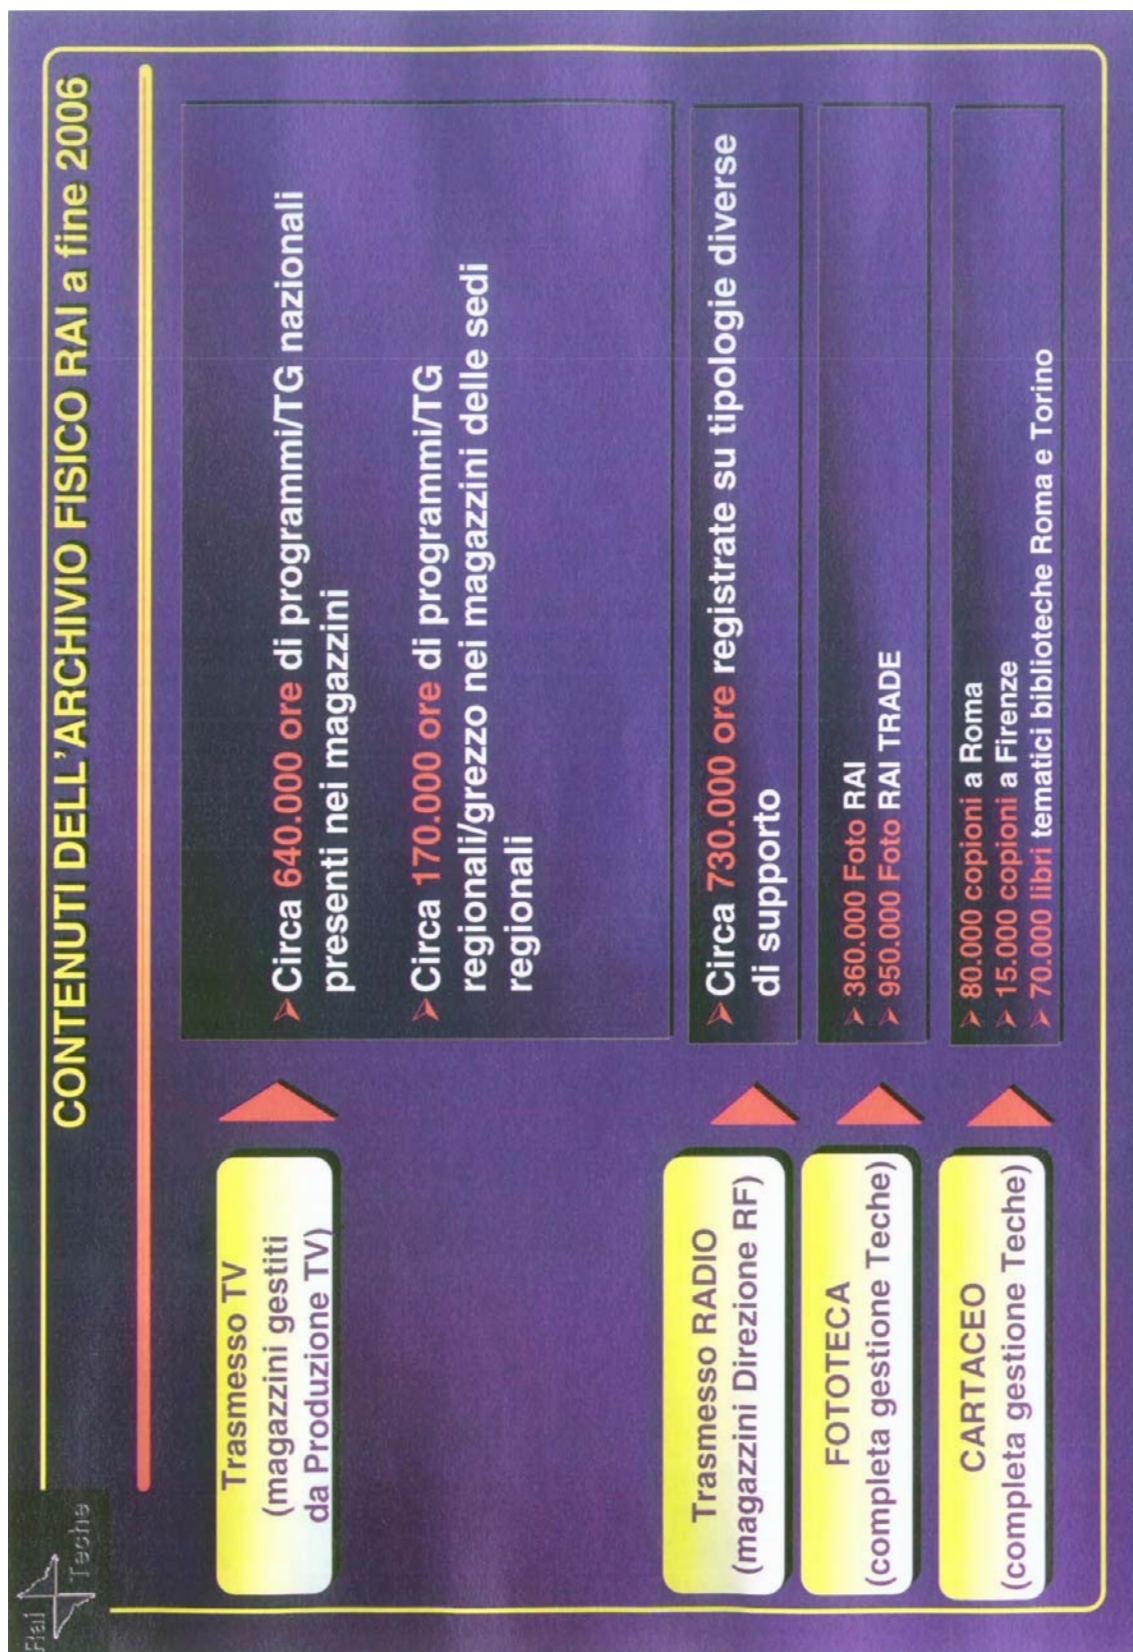 Rai
Teche
CONTENUTI DELL'ARCHIVIO FISICO RAI a fine 2006
Trasmesso TV
(magazzini gestiti
da Produzione TV)
➢Circa 640.000 ore di programmi/TG nazionali
presenti nei magazzini
➢Circa 170.000 ore di programmi/TG
regionali/grezzo nei magazzini delle sedi
regionali
Trasmesso RADIO
(magazzini Direzione RF)
➢Circa 730.000 ore registrate su tipologie diverse
di supporto
FOTOTECA
(completa gestione Teche)
➢ 360.000 Foto RAI
➢ 950.000 Foto RAI TRADE
CARTACEO
(completa gestione Teche)
➢ 80.000 copioni a Roma
➢ 15.000 copioni a Firenze
➢ 70.000 libri tematici biblioteche Roma e Torino